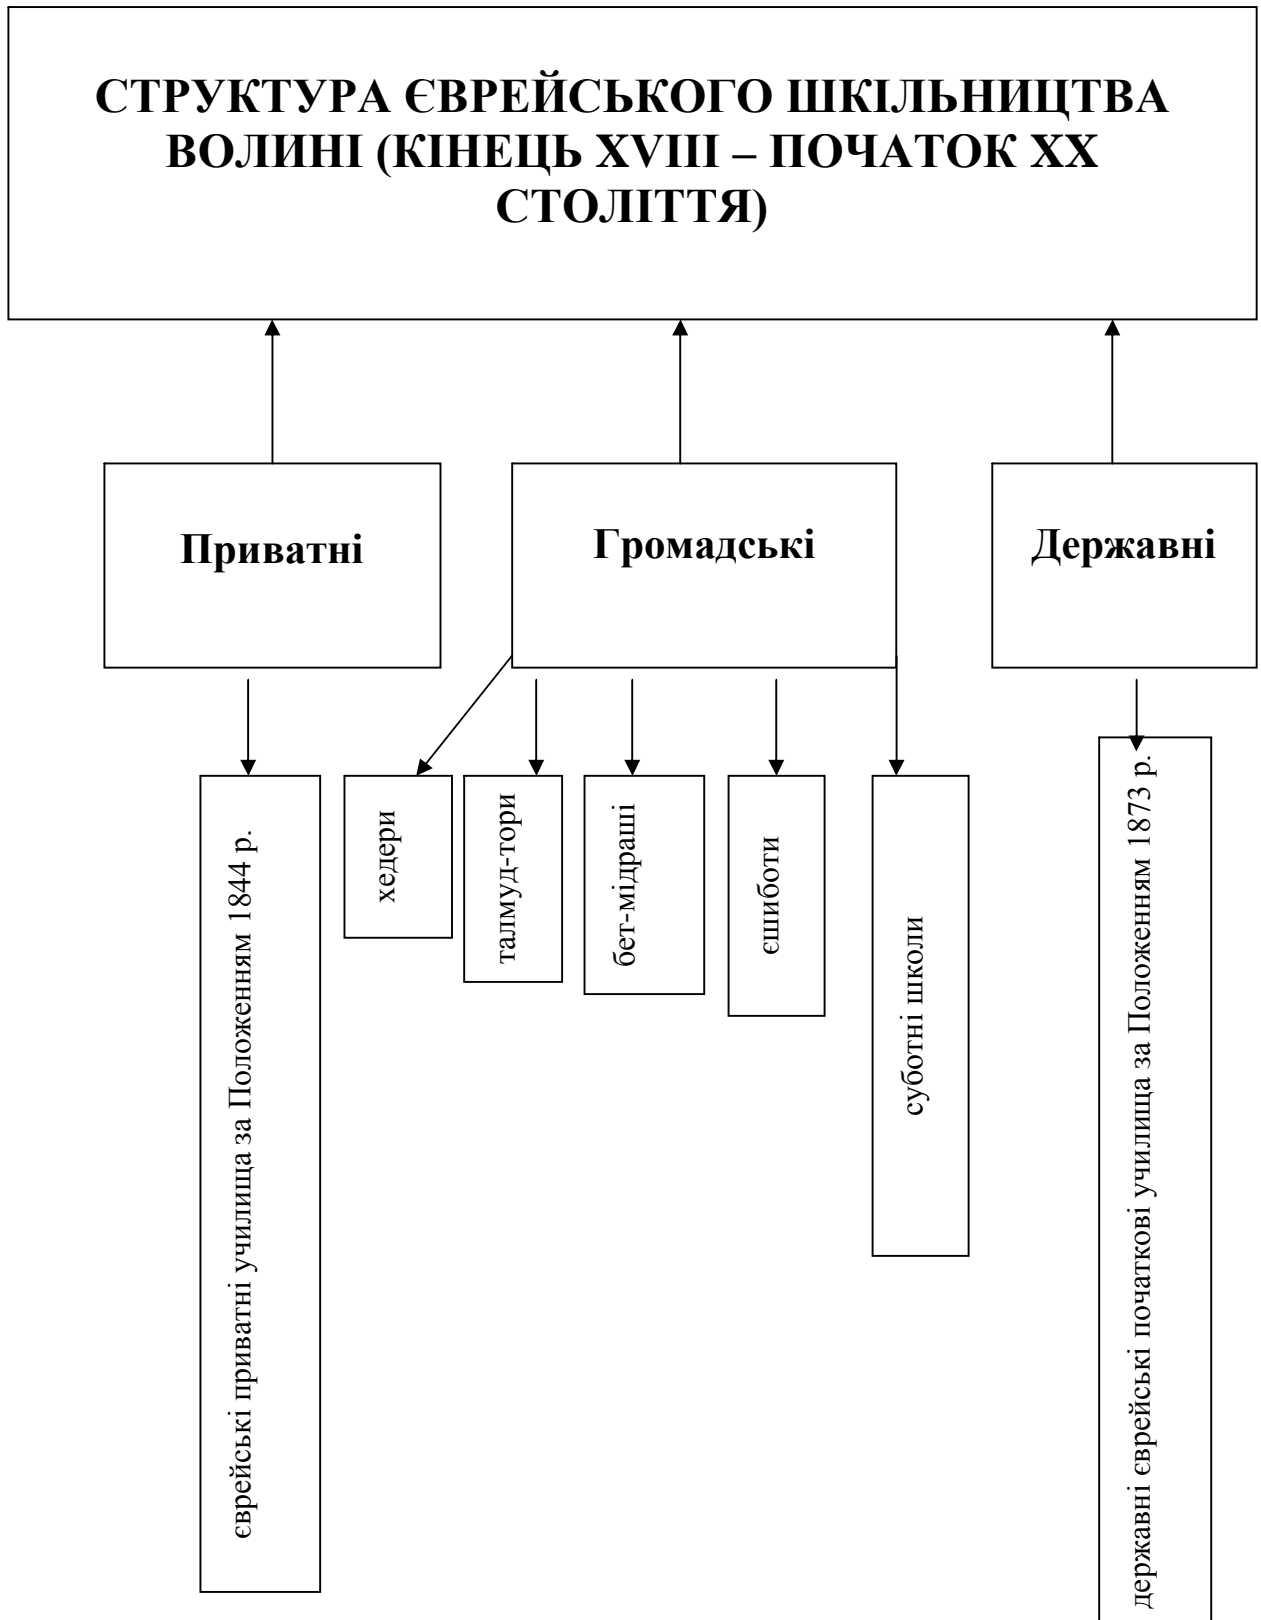 СТРУКТУРА ЄВРЕЙСЬКОГО ШКІЛЬНИЦТВА
ВОЛИНІ (КІНЕЦЬ XVIII – ПОЧАТОК XX
СТОЛІТТЯ)
Приватні
Громадські
Державні
єврейські приватні училища за Положенням 1844 р.
хедери
талмуд-тори
бет-мідраші
єшиботи
суботні школи
державні єврейські початкові училища за Положенням 1873 р.